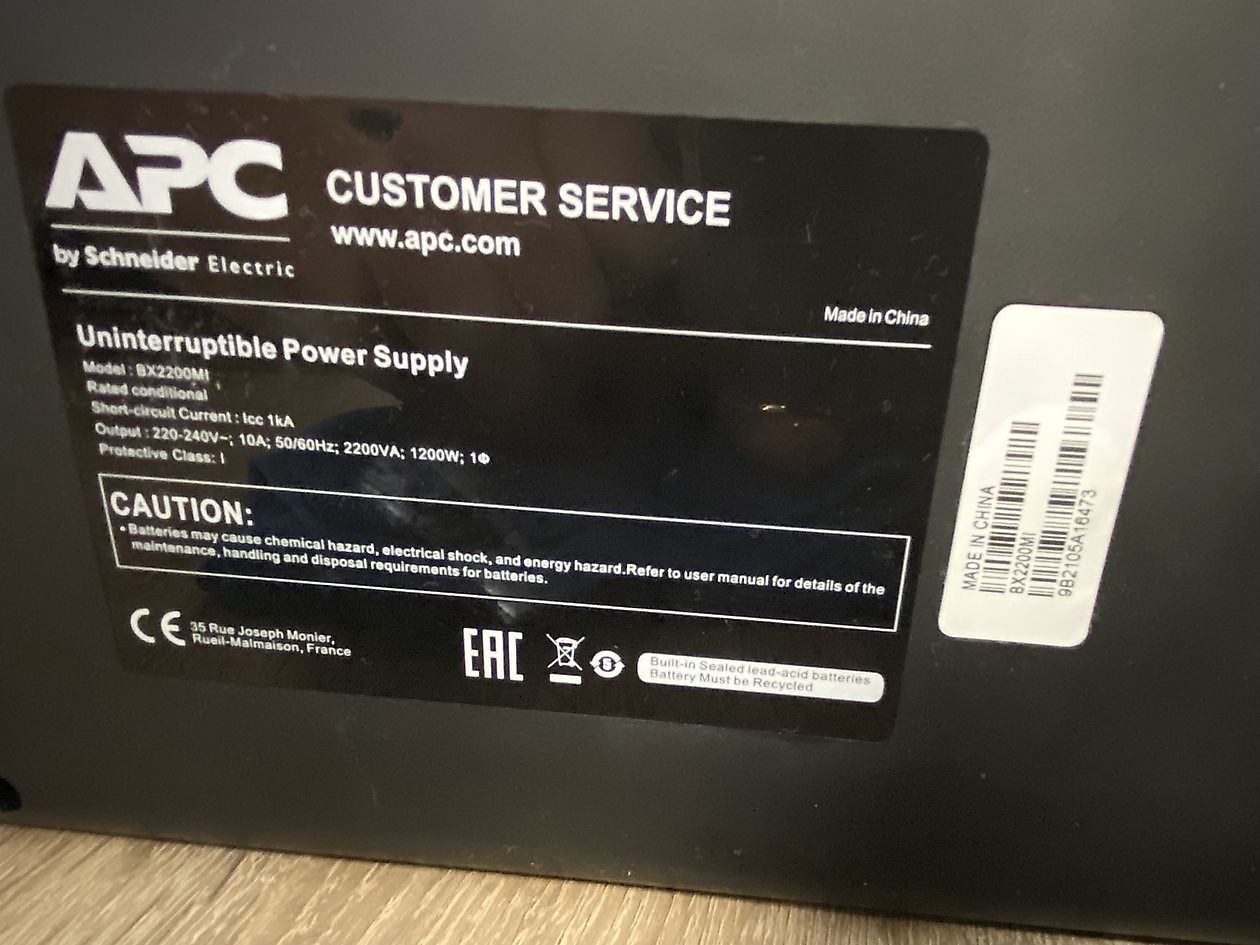 APC
by Schneider Electric
CUSTOMER SERVICE
www.apc.com
Made in China
Uninterruptible Power Supply
Model : BX2200MI
Rated conditional
Short-circuit Current : Icc 1kA
Output : 220-240V~; 10A; 50/60Hz; 2200VA; 1200W; 1Φ
Protective Class: I
CAUTION:
• Batteries may cause chemical hazard, electrical shock, and energy hazard.Refer to user manual for details of the
maintenance, handling and disposal requirements for batteries.
CE
35 Rue Joseph Monier,
Rueil-Malmaison, France
EAC
Built-in Sealed lead-acid batteries
Battery Must be Recycled
MADE IN CHINA
BX2200MI
9B2105A16473